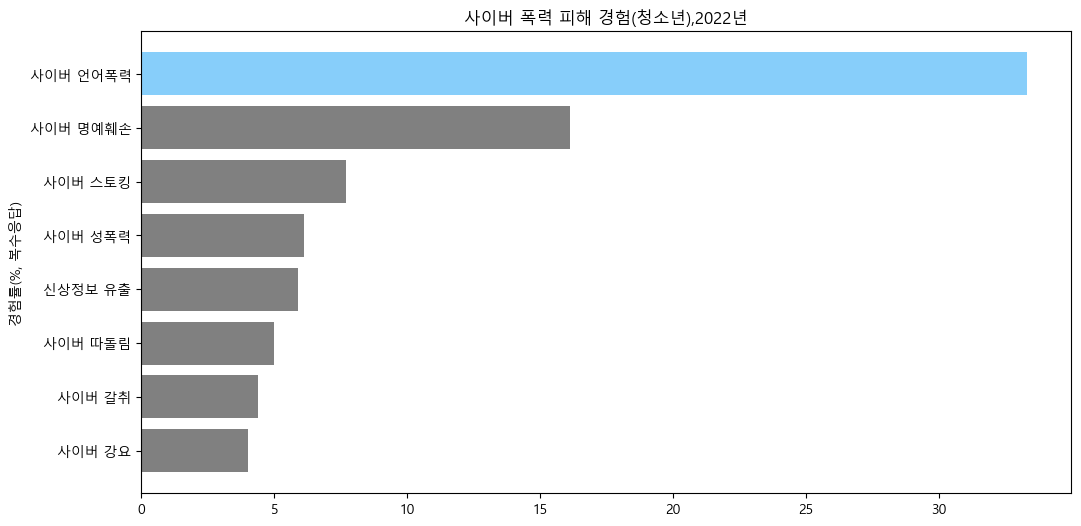 사이버 폭력 피해 경험(청소년),2022년
경험률(%, 복수응답)
사이버 언어폭력
사이버 명예훼손
사이버 스토킹
사이버 성폭력
신상정보 유출
사이버 따돌림
사이버 갈취
사이버 강요
0 5 10 15 20 25 30